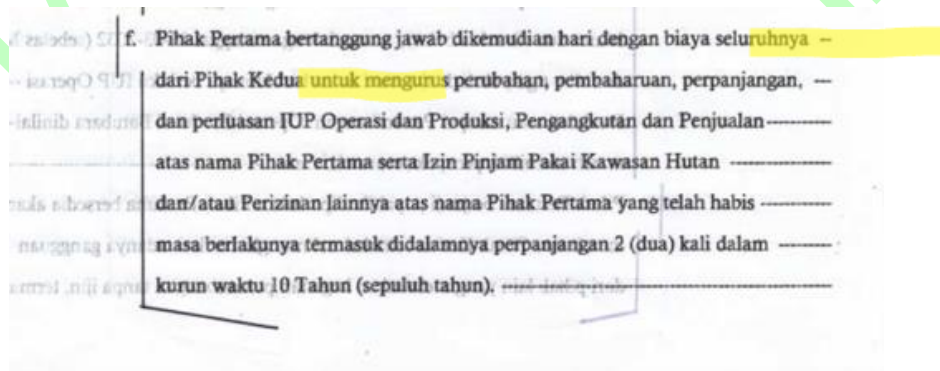 f. Pihak Pertama bertanggung jawab dikemudian hari dengan biaya seluruhnya --
dari Pihak Kedua untuk mengurus perubahan, pembaharuan, perpanjangan, ---
dan perluasan IUP Operasi dan Produksi, Pengangkutan dan Penjualan-----------
atas nama Pihak Pertama serta Izin Pinjam Pakai Kawasan Hutan ----------------
dan/atau Perizinan lainnya atas nama Pihak Pertama yang telah habis -----------
masa berlakunya termasuk didalamnya perpanjangan 2 (dua) kali dalam --------
kurun waktu 10 Tahun (sepuluh tahun). ---------------------------------------------------